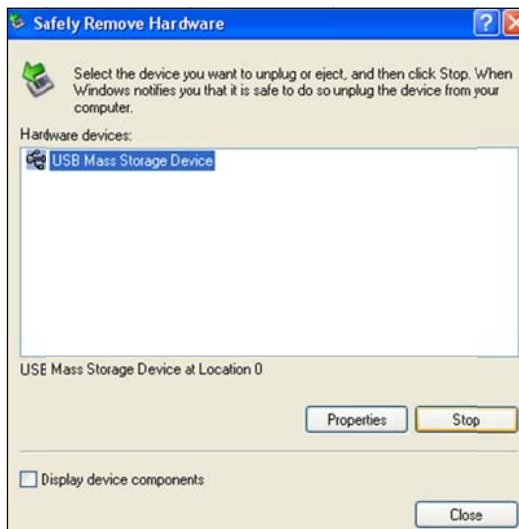 Safely Remove Hardware
Select the device you want to unplug or eject, and then click Stop. When
Windows notifies you that it is safe to do so unplug the device from your
computer.
Hardware devices:
USB Mass Storage Device
USB Mass Storage Device at Location 0
Properties
Stop
Display device components
Close